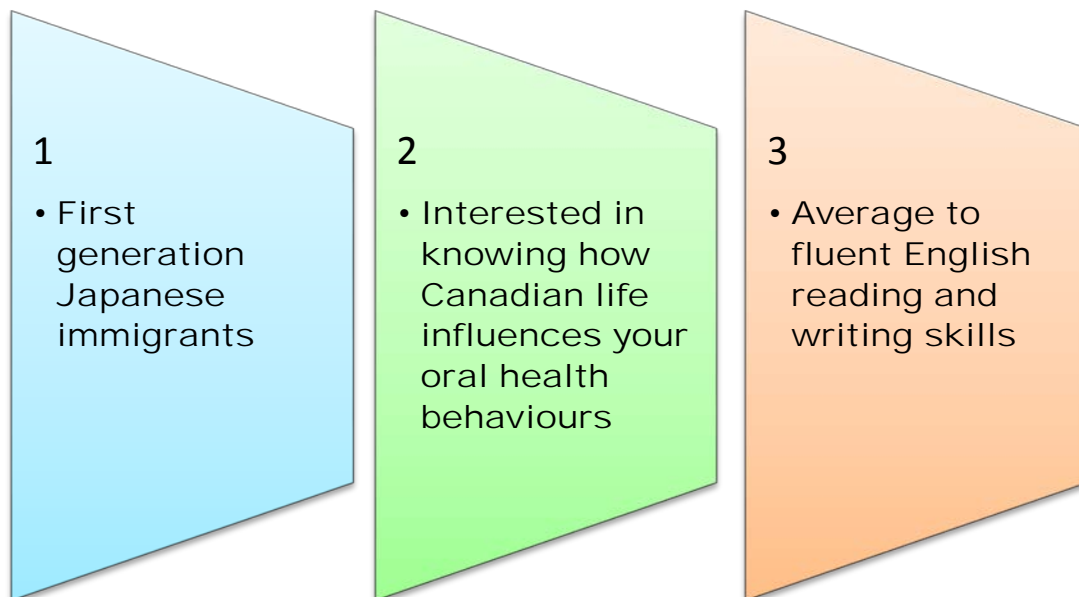 1
• First
generation
Japanese
immigrants
2
• Interested in
knowing how
Canadian life
influences your
oral health
behaviours
3
• Average to
fluent English
reading and
writing skills